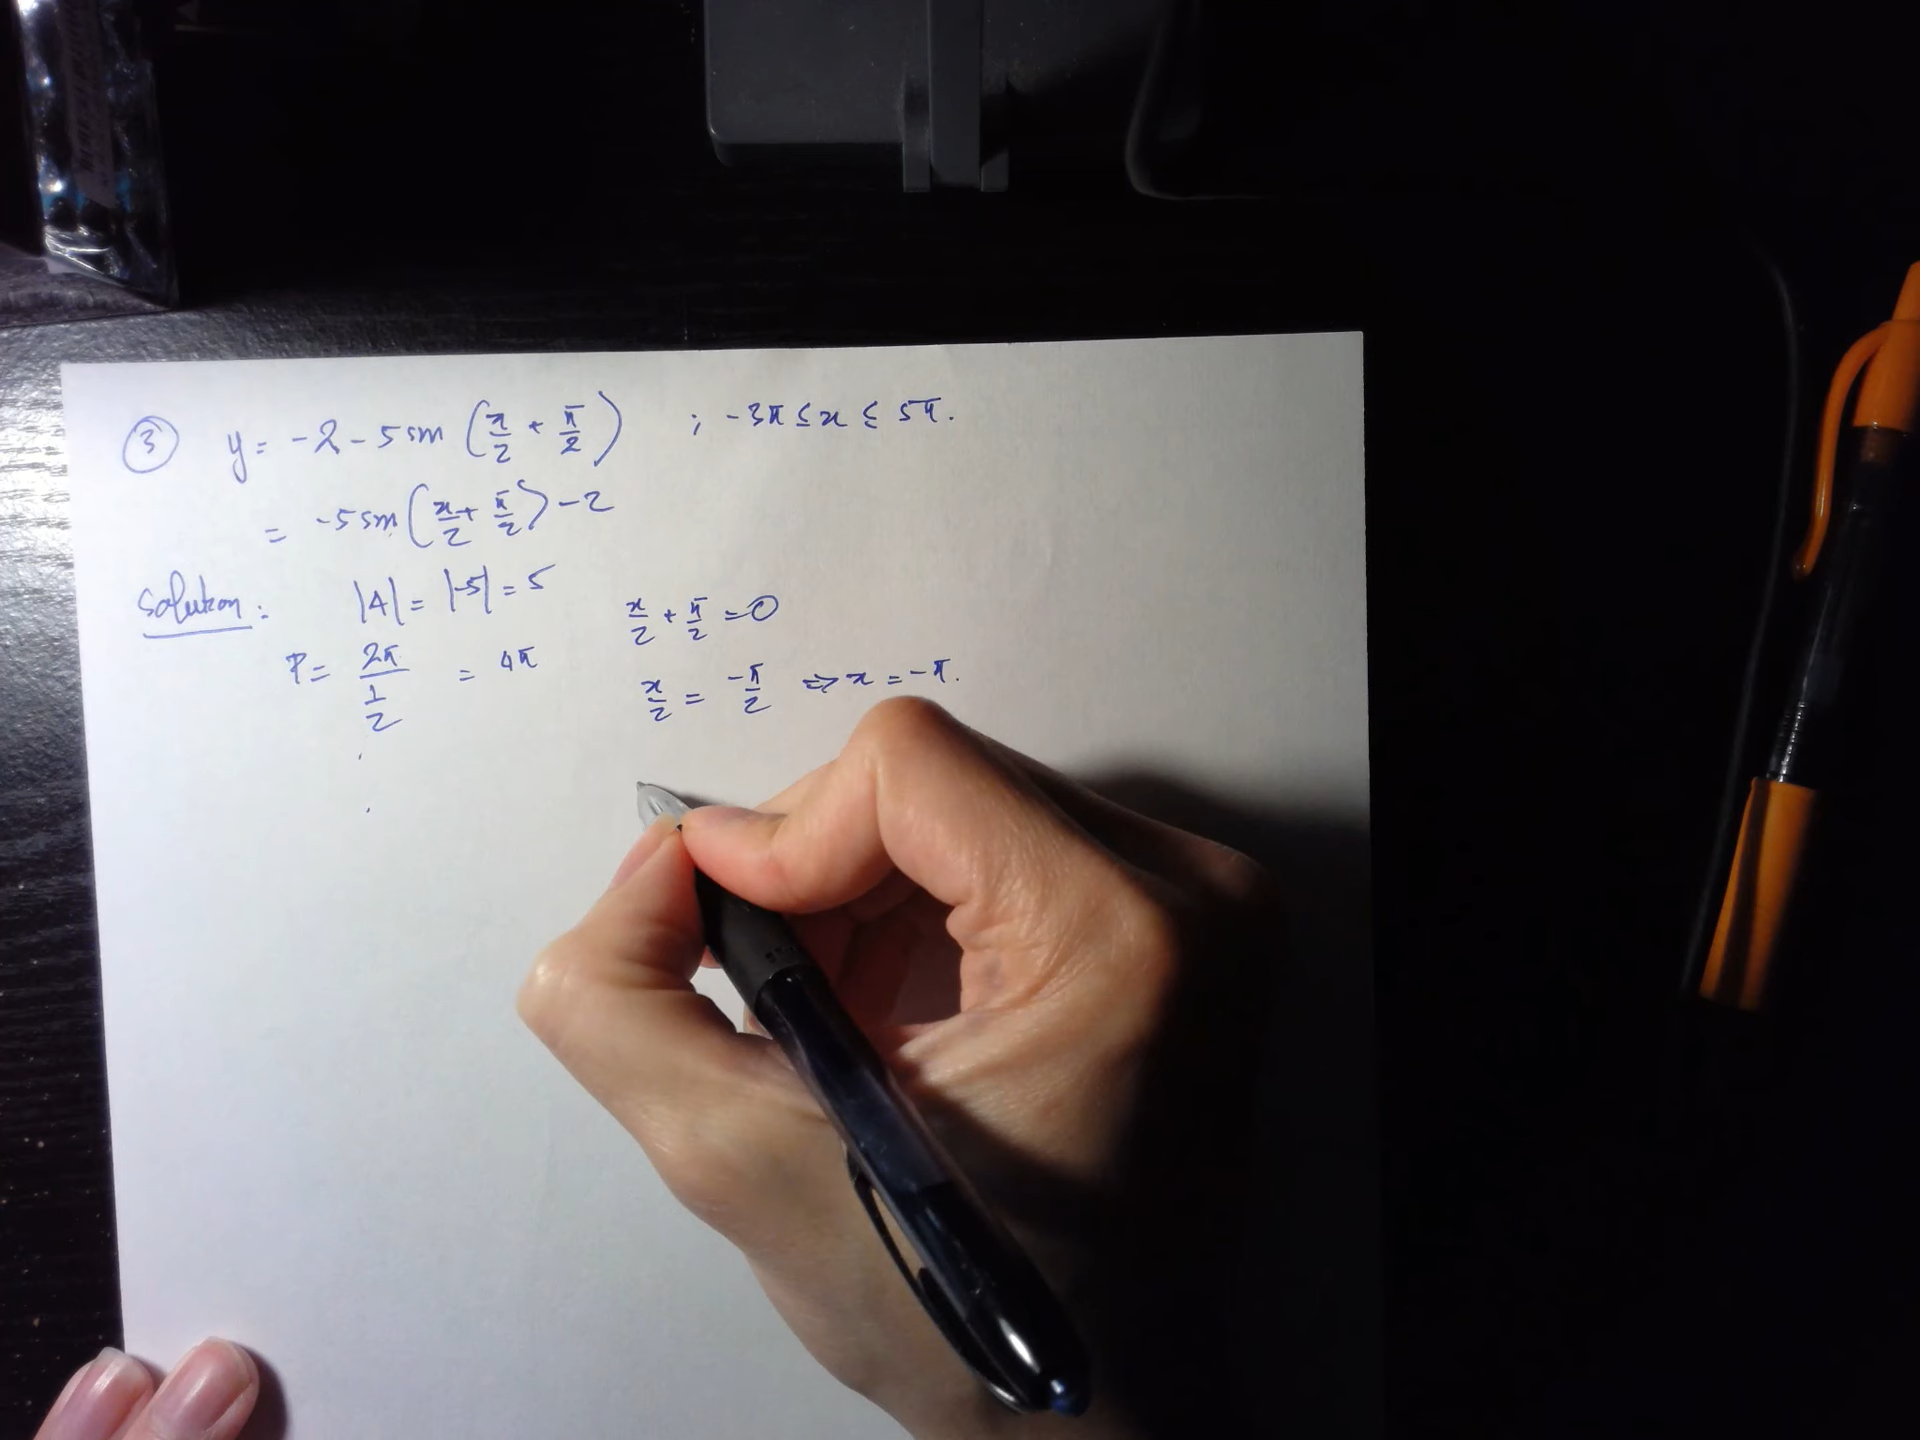 ③ y = -2 - 5 sin (x/2 + π/2) ; -3π ≤ x ≤ 5π.
= -5 sin (x/2 + π/2) - 2
Solution: |A| = |-5| = 5
x/2 + π/2 = 0
P = 2π/(1/2) = 4π
x/2 = -π/2 ⇒ x = -π.